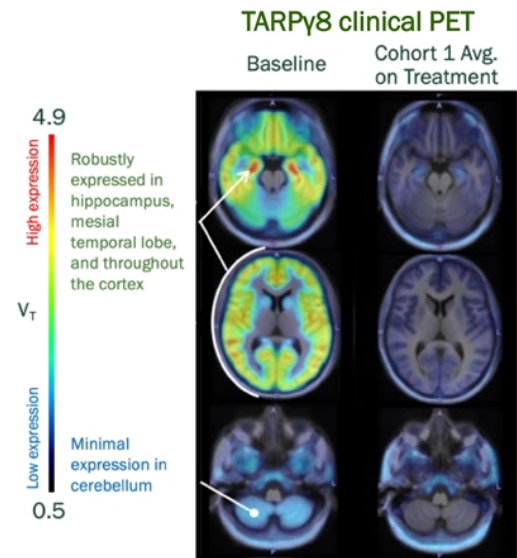 TARPγ8 clinical PET
Baseline
Cohort 1 Avg.
on Treatment
4.9
High expression
Robustly
expressed in
hippocampus,
mesial
temporal lobe,
and throughout
the cortex
V_T
Low expression
Minimal
expression in
cerebellum
0.5
A
A